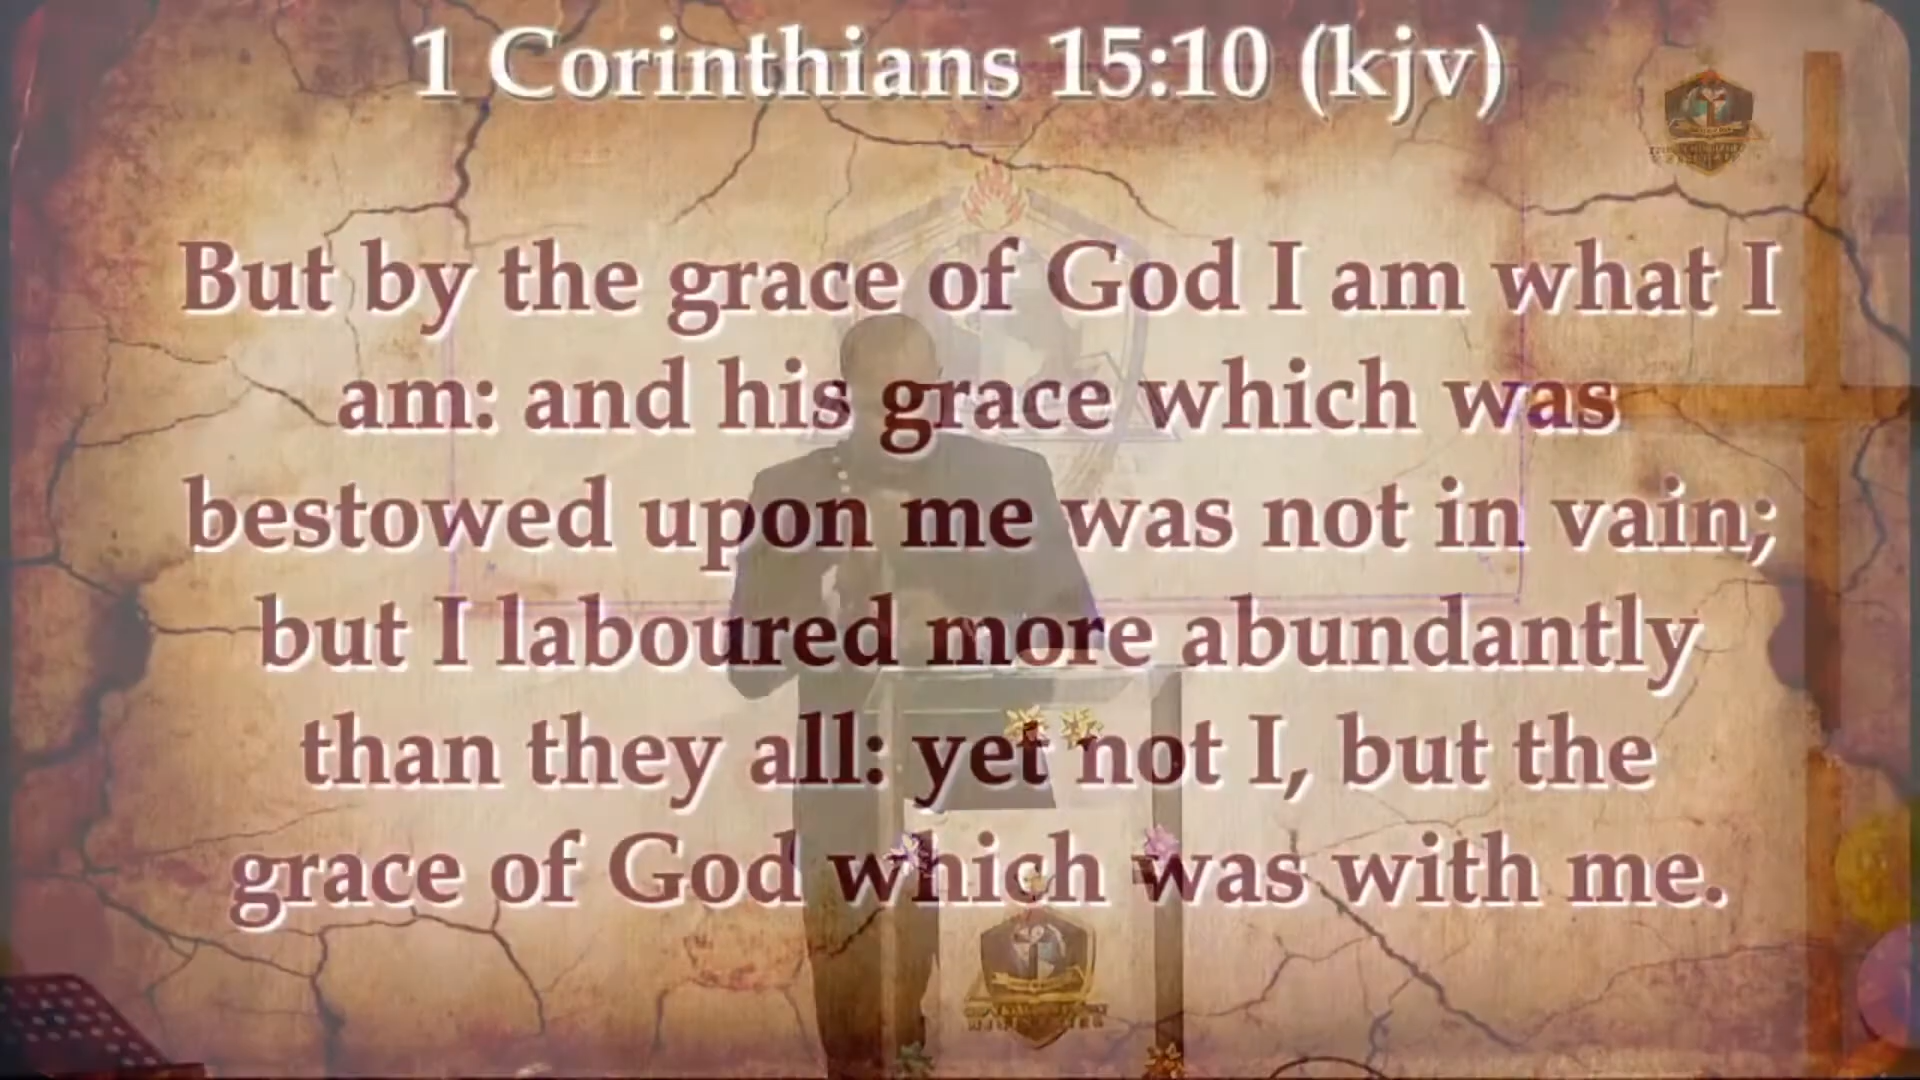 1 Corinthians 15:10 (kjv)
But by the grace of God I am what I
am: and his grace which was
bestowed upon me was not in vain;
but I laboured more abundantly
than they all: yet not I, but the
grace of God which was with me.